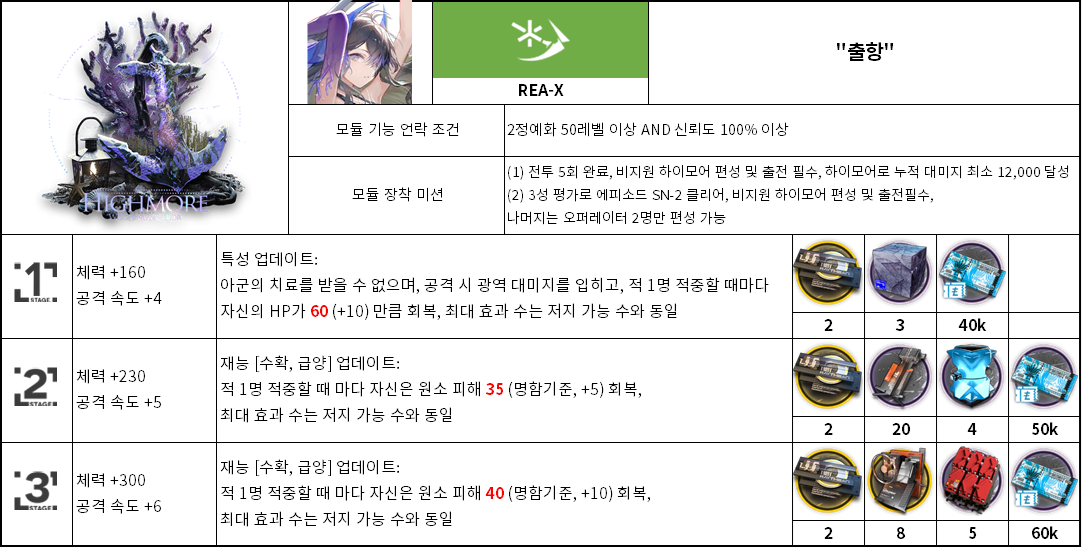 HIGHMORE
REA-X
"출항"
모듈 기능 언락 조건
2정예화 50레벨 이상 AND 신뢰도 100% 이상
모듈 장착 미션
(1) 전투 5회 완료, 비지원 하이모어 편성 및 출전 필수, 하이모어로 누적 대미지 최소 12,000 달성
(2) 3성 평가로 에피소드 SN-2 클리어, 비지원 하이모어 편성 및 출전필수,
나머지는 오퍼레이터 2명만 편성 가능
1
STAGE.
체력 +160
공격 속도 +4
특성 업데이트:
아군의 치료를 받을 수 없으며, 공격 시 광역 대미지를 입히고, 적 1명 적중할 때마다
자신의 HP가 60 (+10) 만큼 회복, 최대 효과 수는 저지 가능 수와 동일
2
3
40k
2
STAGE.
체력 +230
공격 속도 +5
재능 [수확, 급양] 업데이트:
적 1명 적중할 때 마다 자신은 원소 피해 35 (명함기준, +5) 회복,
최대 효과 수는 저지 가능 수와 동일
2
20
4
50k
3
STAGE.
체력 +300
공격 속도 +6
재능 [수확, 급양] 업데이트:
적 1명 적중할 때 마다 자신은 원소 피해 40 (명함기준, +10) 회복,
최대 효과 수는 저지 가능 수와 동일
2
8
5
60k